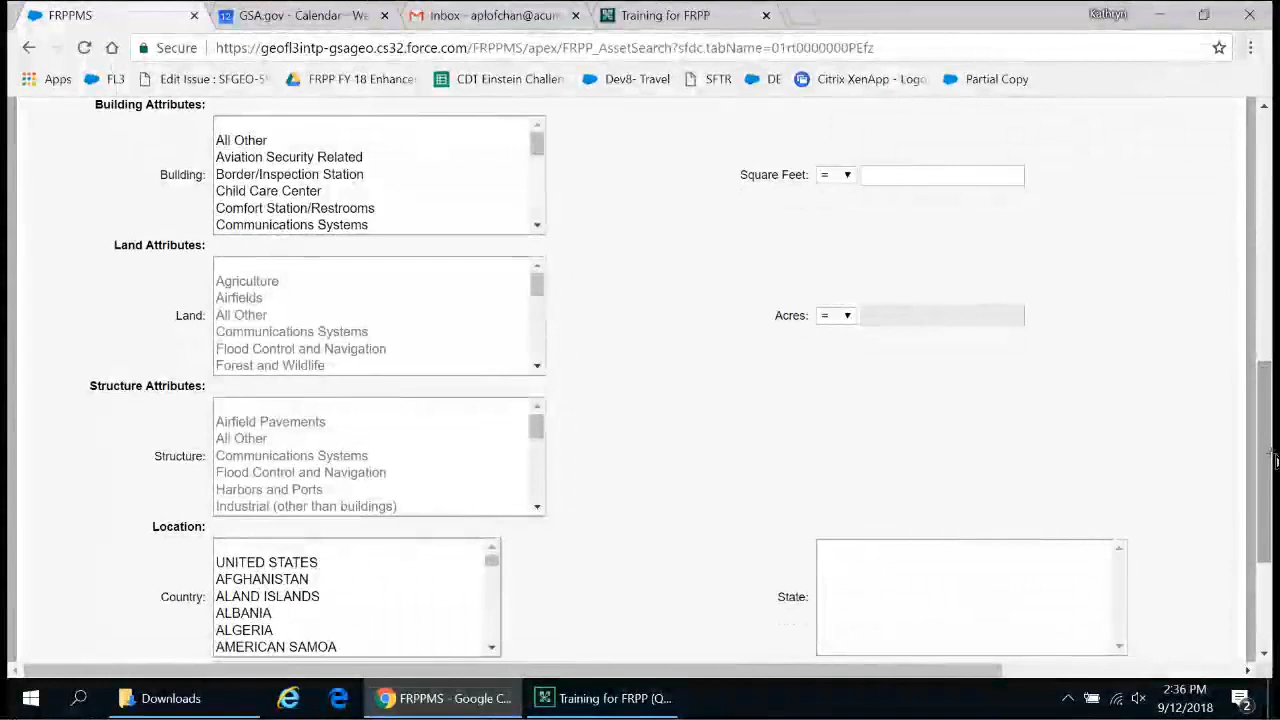 FRPPMS
GSA.gov - Calendar - We
Inbox - aplofchan@acum
Training for FRPP
Kathryn
Secure
https://geofl3intp-gsageo.cs32.force.com/FRPPMS/apex/FRPP_AssetSearch?sfdc.tabName=01rt0000000PEfz
Apps
FL3
Edit Issue : SFGEO-5
FRPP FY 18 Enhance
CDT Einstein Challen
Dev8- Travel
SFTR
DE
Citrix XenApp - Logo
Partial Copy
Building Attributes:
All Other
Aviation Security Related
Building: Border/Inspection Station
Square Feet: =
Child Care Center
Comfort Station/Restrooms
Communications Systems
Land Attributes:
Agriculture
Airfields
Land: All Other
Acres: =
Communications Systems
Flood Control and Navigation
Forest and Wildlife
Structure Attributes:
Airfield Pavements
All Other
Structure: Communications Systems
Flood Control and Navigation
Harbors and Ports
Industrial (other than buildings)
Location:
UNITED STATES
AFGHANISTAN
Country: ALAND ISLANDS
State:
ALBANIA
ALGERIA
AMERICAN SAMOA
Downloads
FRPPMS - Google C...
Training for FRPP (Q...
2:36 PM
9/12/2018
2